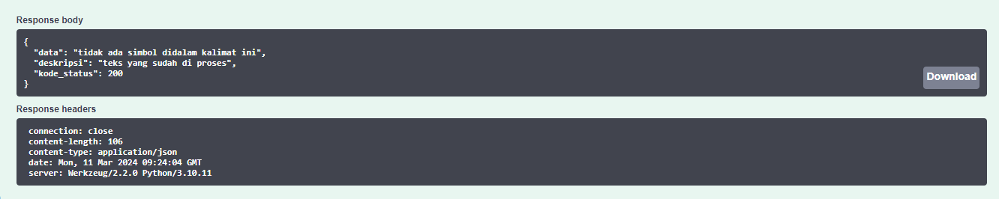 Response body
{
  "data": "tidak ada simbol didalam kalimat ini",
  "deskripsi": "teks yang sudah di proses",
  "kode_status": 200
}
Download
Response headers
connection: close
content-length: 106
content-type: application/json
date: Mon, 11 Mar 2024 09:24:04 GMT
server: Werkzeug/2.2.0 Python/3.10.11